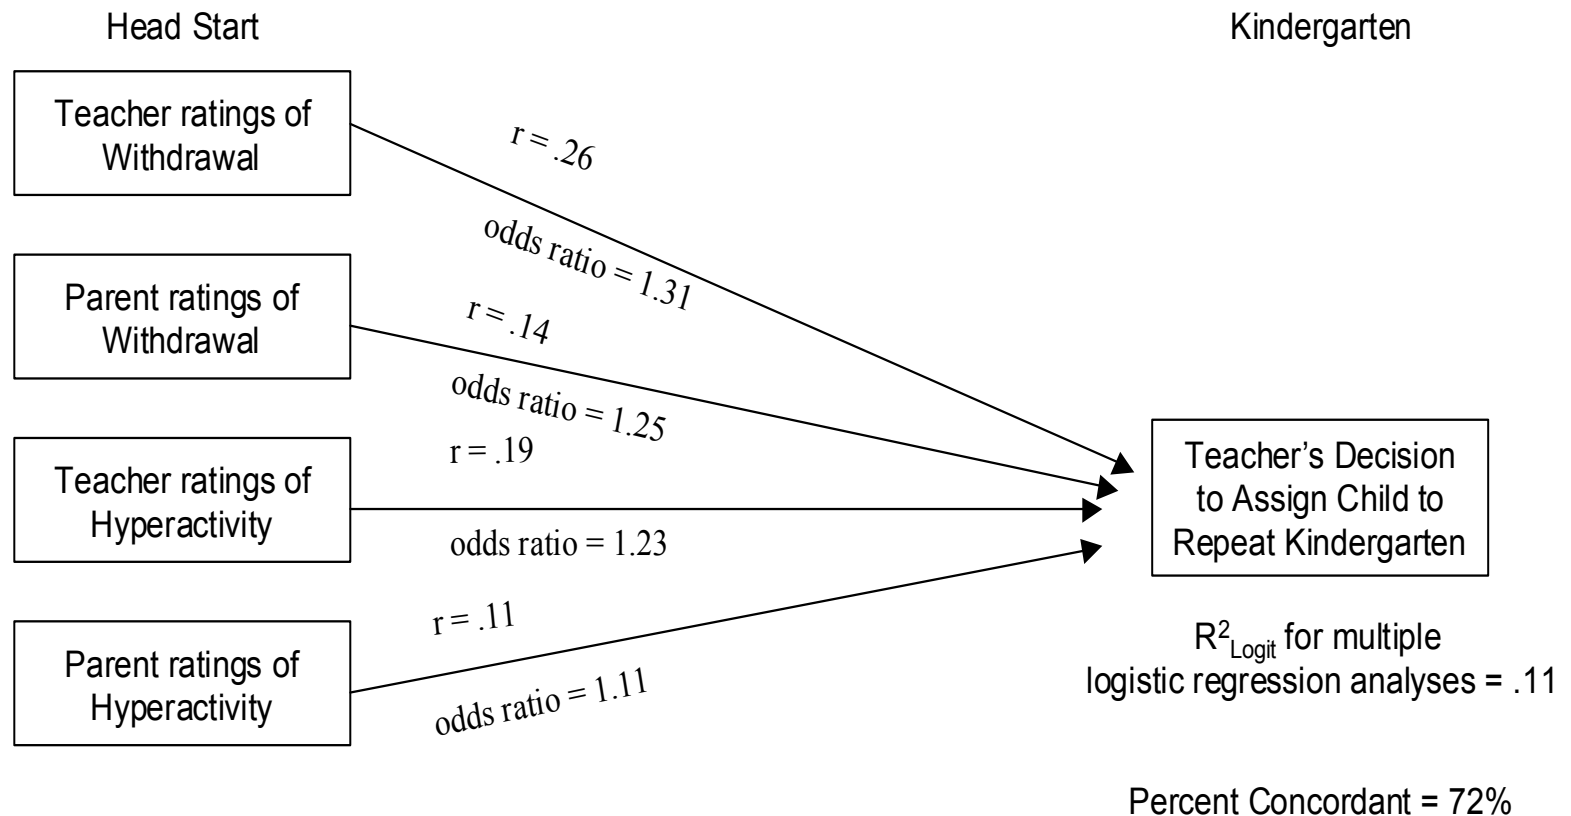 Head Start
Kindergarten
Teacher ratings of
Withdrawal
r = .26
odds ratio = 1.31
Parent ratings of
Withdrawal
r = .14
odds ratio = 1.25
Teacher ratings of
Hyperactivity
r = .19
odds ratio = 1.23
Parent ratings of
Hyperactivity
r = .11
odds ratio = 1.11
Teacher’s Decision
to Assign Child to
Repeat Kindergarten
R²Logit for multiple
logistic regression analyses = .11
Percent Concordant = 72%